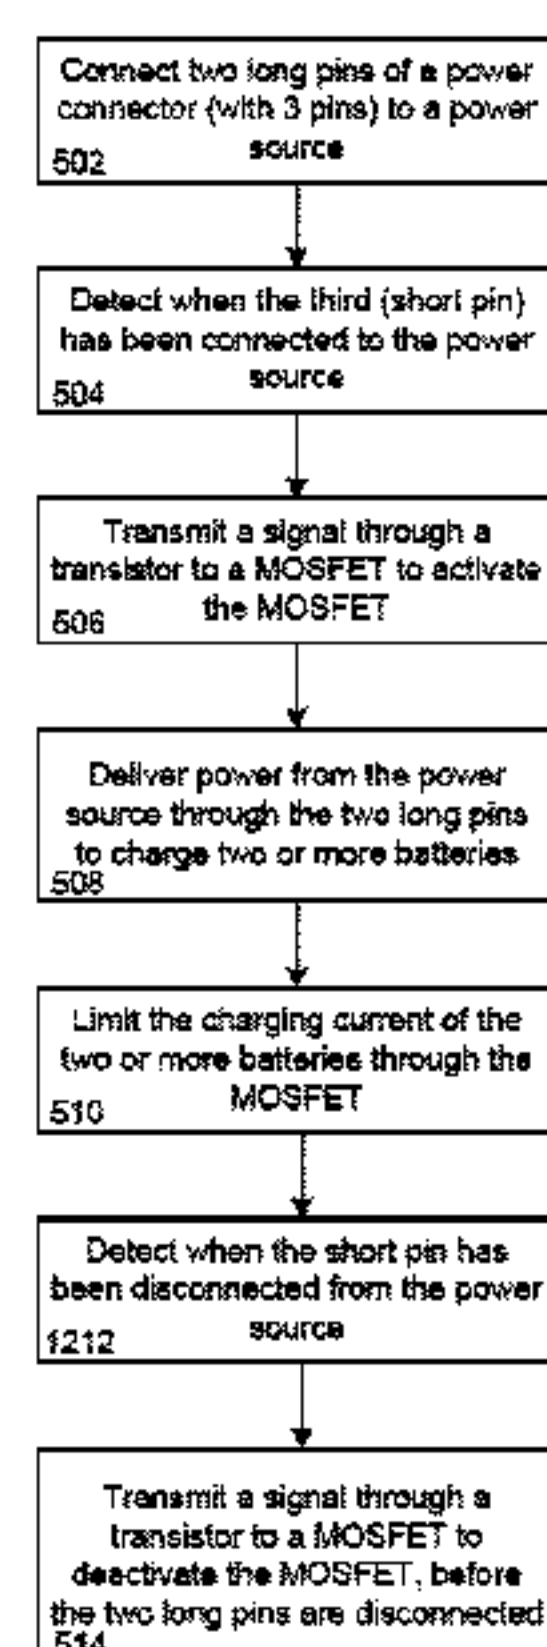 Connect two long pins of a power
connector (with 3 pins) to a power
source
502
Detect when the third (short pin)
has been connected to the power
source
504
Transmit a signal through a
transistor to a MOSFET to activate
the MOSFET
506
Deliver power from the power
source through the two long pins
to charge two or more batteries
508
Limit the charging current of the
two or more batteries through the
MOSFET
510
Detect when the short pin has
been disconnected from the power
source
1212
Transmit a signal through a
transistor to a MOSFET to
deactivate the MOSFET, before
the two long pins are disconnected
514